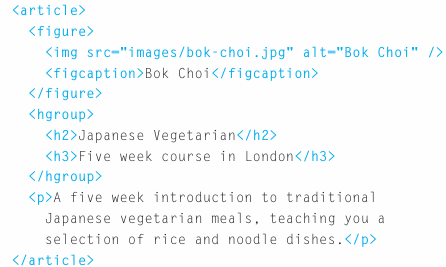 <article>
<figure>
<img src="images/bok-choi.jpg" alt="Bok Choi" />
<figcaption>Bok Choi</figcaption>
</figure>
<hgroup>
<h2>Japanese Vegetarian</h2>
<h3>Five week course in London</h3>
</hgroup>
<p>A five week introduction to traditional
Japanese vegetarian meals, teaching you a
selection of rice and noodle dishes.</p>
</article>